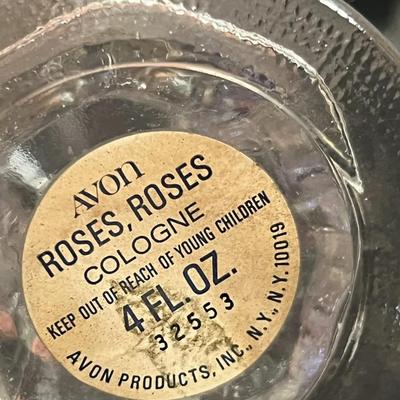 AVON
ROSES, ROSES
COLOGNE
KEEP OUT OF REACH OF YOUNG CHILDREN
4 FL. OZ.
32553
AVON PRODUCTS, INC., N.Y., N.Y. 10019